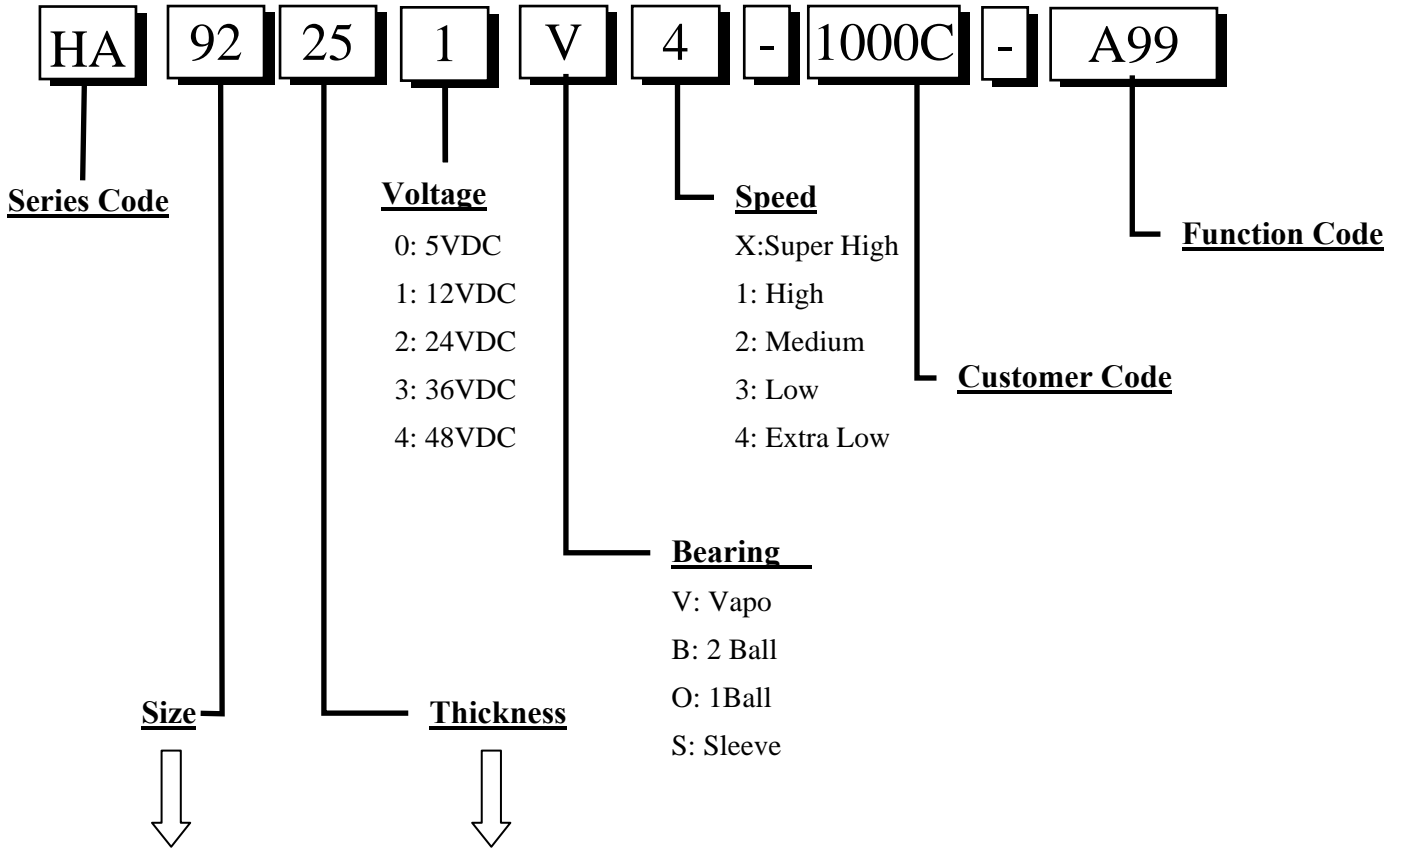 HA 92 25 1 V 4 - 1000C - A99
Series Code
Voltage
0: 5VDC
1: 12VDC
2: 24VDC
3: 36VDC
4: 48VDC
Speed
X:Super High
1: High
2: Medium
3: Low
4: Extra Low
Function Code
Customer Code
Bearing
V: Vapo
B: 2 Ball
O: 1Ball
S: Sleeve
Size
Thickness